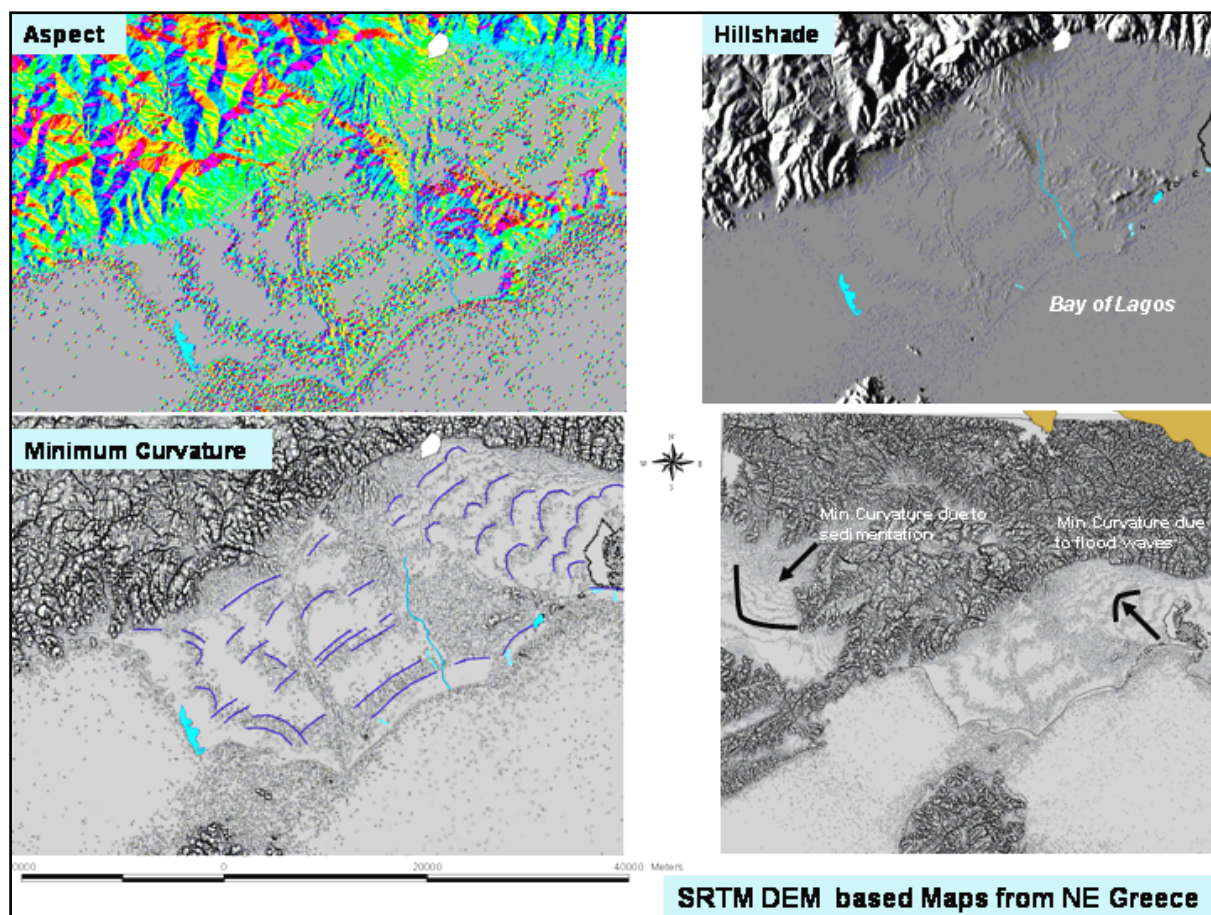 Aspect
Hillshade
Bay of Lagos
Minimum Curvature
N
W E
S
Min.Curvature due to
sedimentation
Min.Curvature due
to flood waves
0000 0 20000 40000 Meters
SRTM DEM based Maps from NE Greece